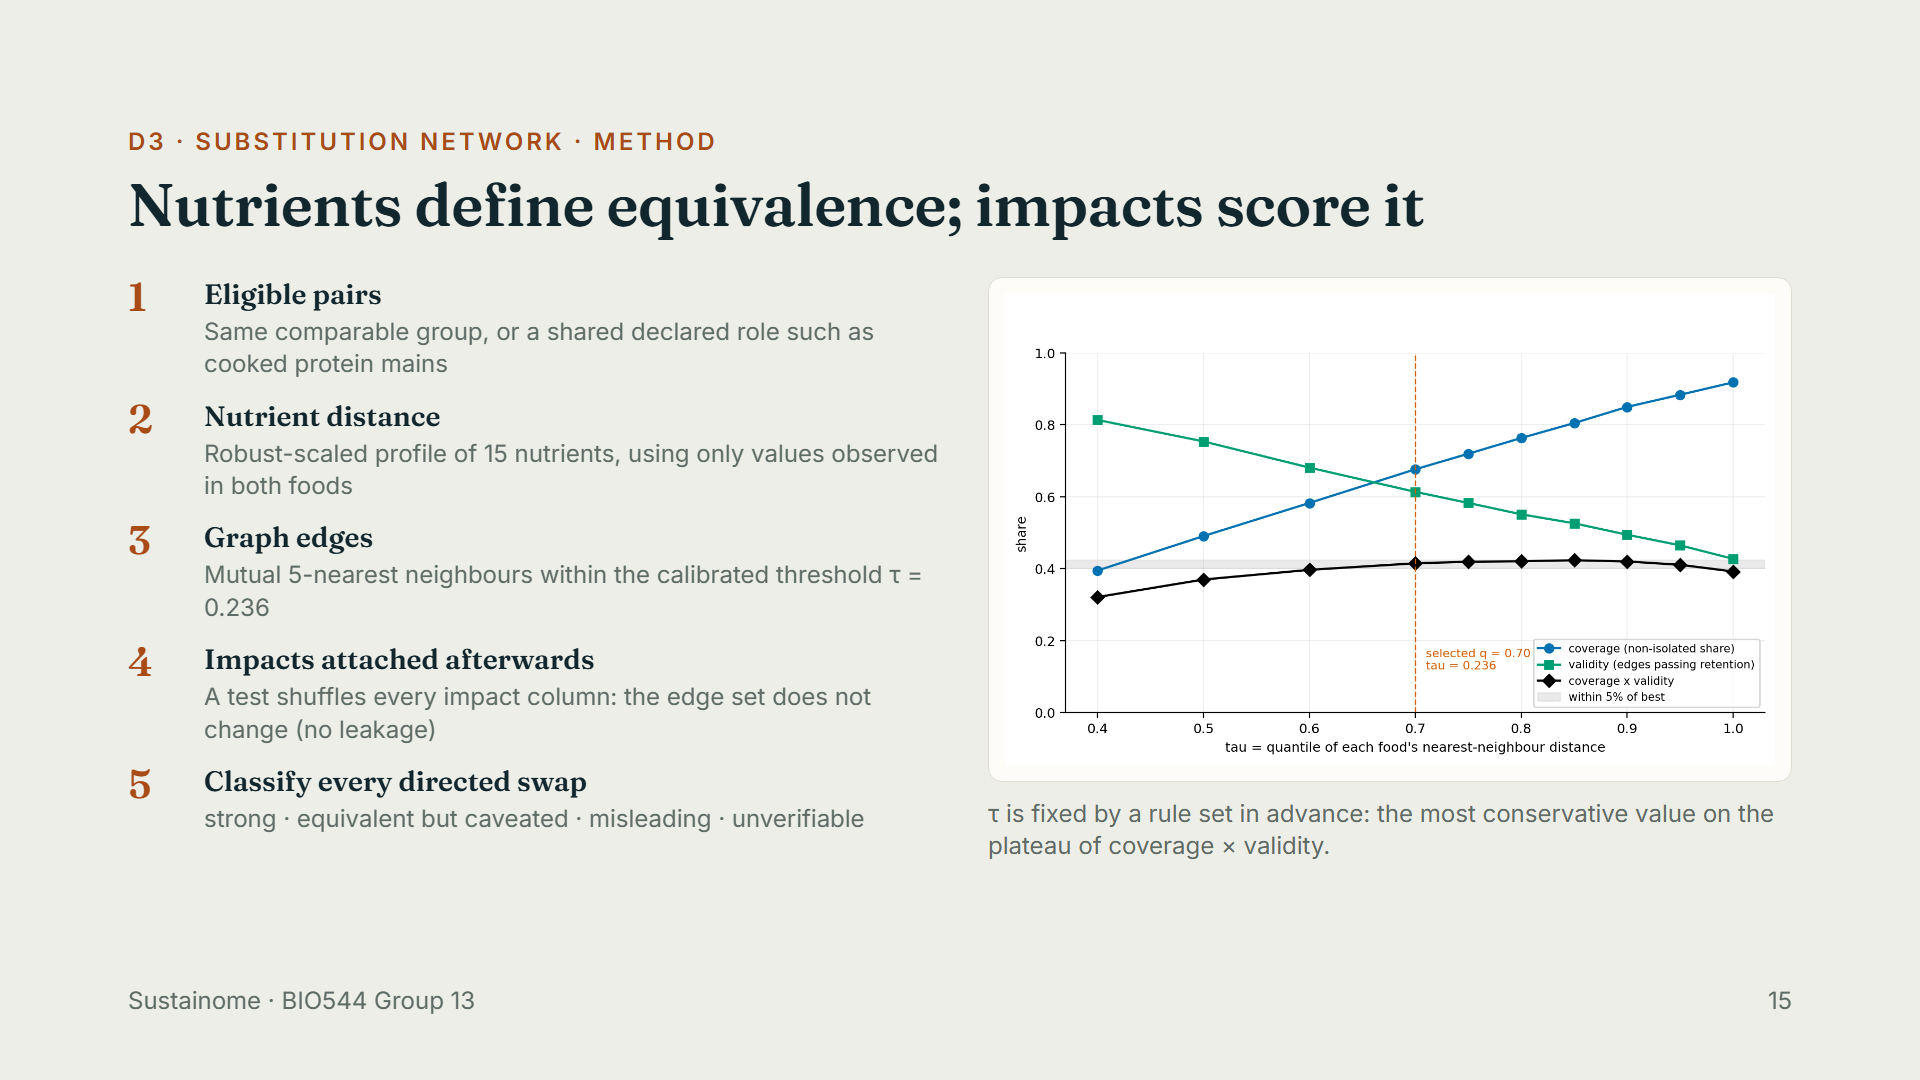 D3 · SUBSTITUTION NETWORK · METHOD
Nutrients define equivalence; impacts score it
1
Eligible pairs
Same comparable group, or a shared declared role such as
cooked protein mains
2
Nutrient distance
Robust-scaled profile of 15 nutrients, using only values observed
in both foods
3
Graph edges
Mutual 5-nearest neighbours within the calibrated threshold τ =
0.236
4
Impacts attached afterwards
A test shuffles every impact column: the edge set does not
change (no leakage)
5
Classify every directed swap
strong · equivalent but caveated · misleading · unverifiable
1.0
0.8
0.6
0.4
0.2
0.0
share
selected q = 0.70
tau = 0.236
coverage (non-isolated share)
validity (edges passing retention)
coverage x validity
within 5% of best
0.4 0.5 0.6 0.7 0.8 0.9 1.0
tau = quantile of each food's nearest-neighbour distance
τ is fixed by a rule set in advance: the most conservative value on the
plateau of coverage × validity.
Sustainome · BIO544 Group 13
15